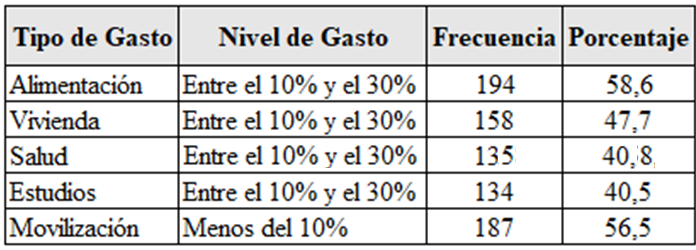 Tipo de Gasto Nivel de Gasto Frecuencia Porcentaje
Alimentación Entre el 10% y el 30% 194 58,6
Vivienda Entre el 10% y el 30% 158 47,7
Salud Entre el 10% y el 30% 135 40,8
Estudios Entre el 10% y el 30% 134 40,5
Movilización Menos del 10% 187 56,5